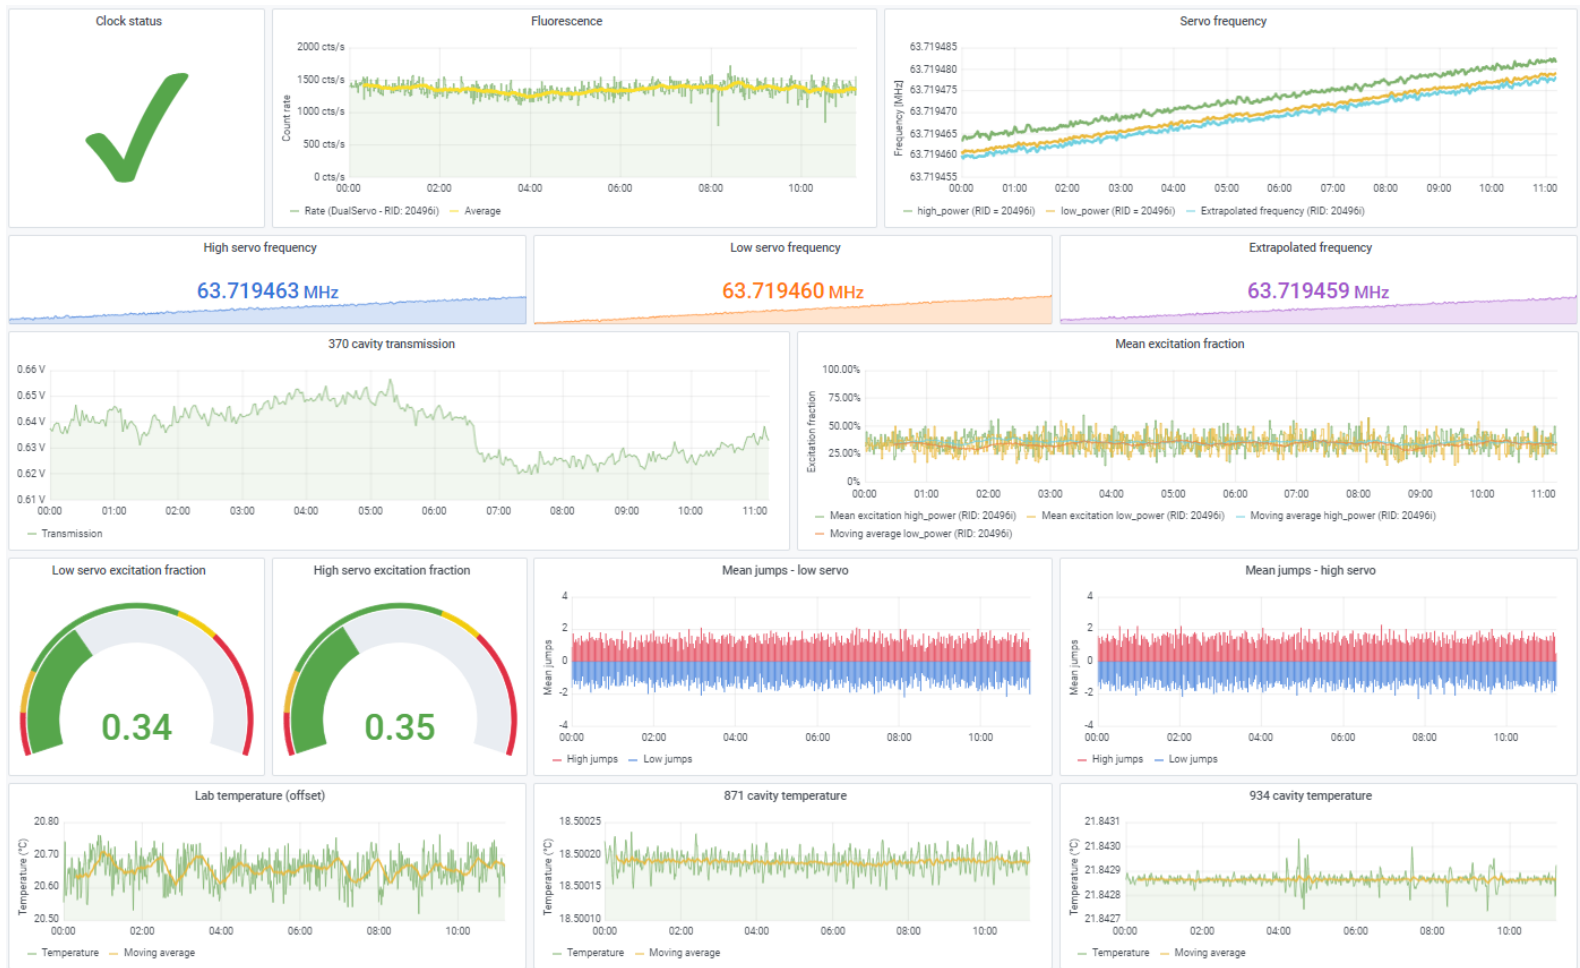 Clock status
Fluorescence
2000 cts/s
1500 cts/s
1000 cts/s
500 cts/s
0 cts/s
Count rate
00:00 02:00 04:00 06:00 08:00 10:00
Rate (DualServo - RID: 20496i) Average
Servo frequency
63.719485
63.719480
63.719475
63.719470
63.719465
63.719460
63.719455
Frequency [MHz]
00:00 01:00 02:00 03:00 04:00 05:00 06:00 07:00 08:00 09:00 10:00 11:00
high_power (RID = 20496i) low_power (RID = 20496i) Extrapolated frequency (RID: 20496i)
High servo frequency
63.719463 MHz
Low servo frequency
63.719460 MHz
Extrapolated frequency
63.719459 MHz
370 cavity transmission
0.66 V
0.65 V
0.64 V
0.63 V
0.62 V
0.61 V
00:00 01:00 02:00 03:00 04:00 05:00 06:00 07:00 08:00 09:00 10:00 11:00
Transmission
Mean excitation fraction
100.00%
75.00%
50.00%
25.00%
0%
Excitation fraction
00:00 01:00 02:00 03:00 04:00 05:00 06:00 07:00 08:00 09:00 10:00 11:00
Mean excitation high_power (RID: 20496i) Mean excitation low_power (RID: 20496i) Moving average high_power (RID: 20496i)
Moving average low_power (RID: 20496i)
Low servo excitation fraction
0.34
High servo excitation fraction
0.35
Mean jumps - low servo
4
2
0
-2
-4
Mean jumps
00:00 02:00 04:00 06:00 08:00 10:00
High jumps Low jumps
Mean jumps - high servo
4
2
0
-2
-4
Mean jumps
00:00 02:00 04:00 06:00 08:00 10:00
High jumps Low jumps
Lab temperature (offset)
20.80
20.70
20.60
20.50
Temperature (°C)
00:00 02:00 04:00 06:00 08:00 10:00
Temperature Moving average
871 cavity temperature
18.50025
18.50020
18.50015
18.50010
Temperature (°C)
00:00 02:00 04:00 06:00 08:00 10:00
Temperature Moving average
934 cavity temperature
21.8431
21.8430
21.8429
21.8428
21.8427
Temperature (°C)
00:00 02:00 04:00 06:00 08:00 10:00
Temperature Moving average